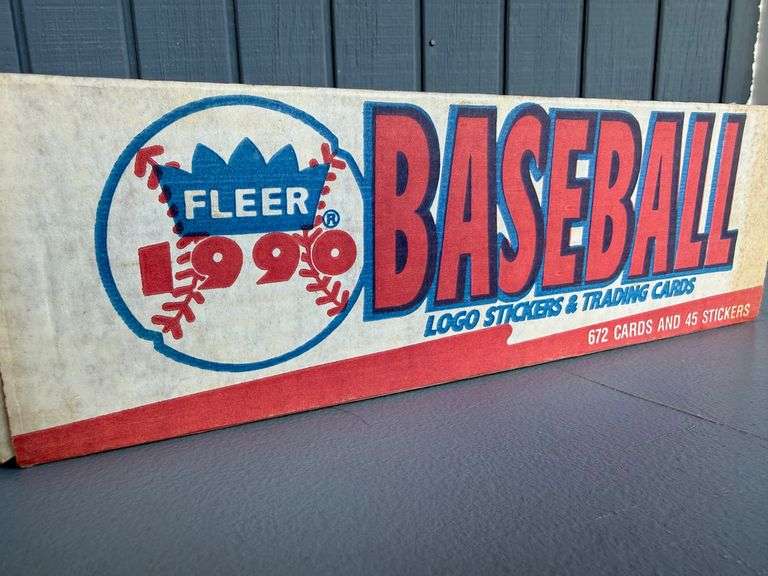 FLEER®
1990
BASEBALL
LOGO STICKERS & TRADING CARDS
672 CARDS AND 45 STICKERS